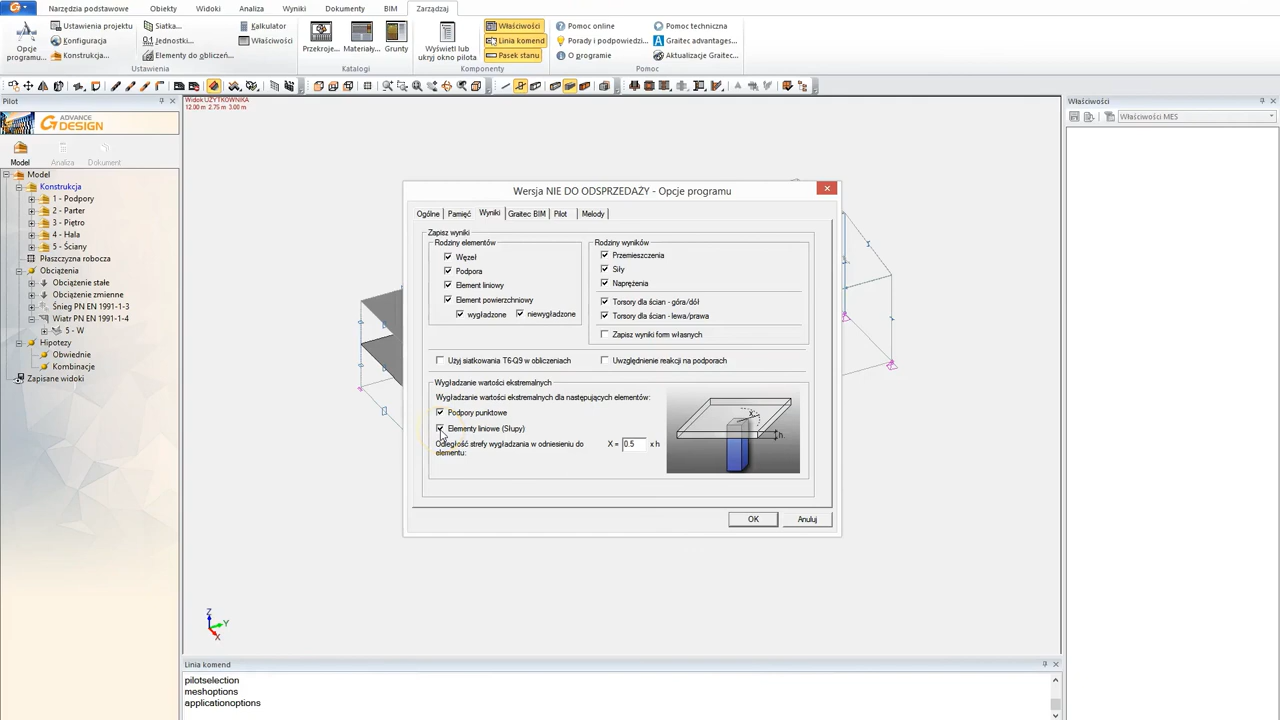 Narzędzia podstawowe
Obiekty
Widoki
Analiza
Wyniki
Dokumenty
BIM
Zarządzaj
Opcje
programu...
Ustawienia projektu
Konfiguracja
Konstrukcja...
Siatka...
Jednostki...
Elementy do obliczeń...
Kalkulator
Właściwości
Ustawienia
Przekroje...
Materiały...
Grunty
Katalogi
Wyświetl lub
ukryj okno pilota
Właściwości
Linia komend
Pasek stanu
Komponenty
Pomoc online
Porady i podpowiedzi...
O programie
Pomoc techniczna
Graitec advantages...
Aktualizacje Graitec...
Pomoc
Pilot
ADVANCE
DESIGN
Model
Analiza
Dokument
Model
Konstrukcja
1 - Podpory
2 - Parter
3 - Piętro
4 - Hala
5 - Ściany
Płaszczyzna robocza
Obciążenia
Obciążenie stałe
Obciążenie zmienne
Śnieg PN EN 1991-1-3
Wiatr PN EN 1991-1-4
5 - W
Hipotezy
Obwiednie
Kombinacje
Zapisane widoki
Widok UŻYTKOWNIKA
12.00 m 2.75 m 3.00 m
Wersja NIE DO ODSPRZEDAŻY - Opcje programu
Ogólne
Pamięć
Wyniki
Graitec BIM
Pilot
Melody
Zapisz wyniki
Rodziny elementów
Węzeł
Podpora
Element liniowy
Element powierzchniowy
wygładzone
niewygładzone
Rodziny wyników
Przemieszczenia
Siły
Naprężenia
Torsory dla ścian - góra/dół
Torsory dla ścian - lewa/prawa
Zapisz wyniki form własnych
Użyj siatkowania T6-Q9 w obliczeniach
Uwzględnienie reakcji na podporach
Wygładzanie wartości ekstremalnych
Wygładzanie wartości ekstremalnych dla następujących elementów:
Podpory punktowe
Elementy liniowe (Słupy)
Odległość strefy wygładzania w odniesieniu do
elementu:
X = 0.5 x h
X
h
OK
Anuluj
Z
Y
X
Właściwości
Właściwości MES
Linia komend
pilotselection
meshoptions
applicationoptions